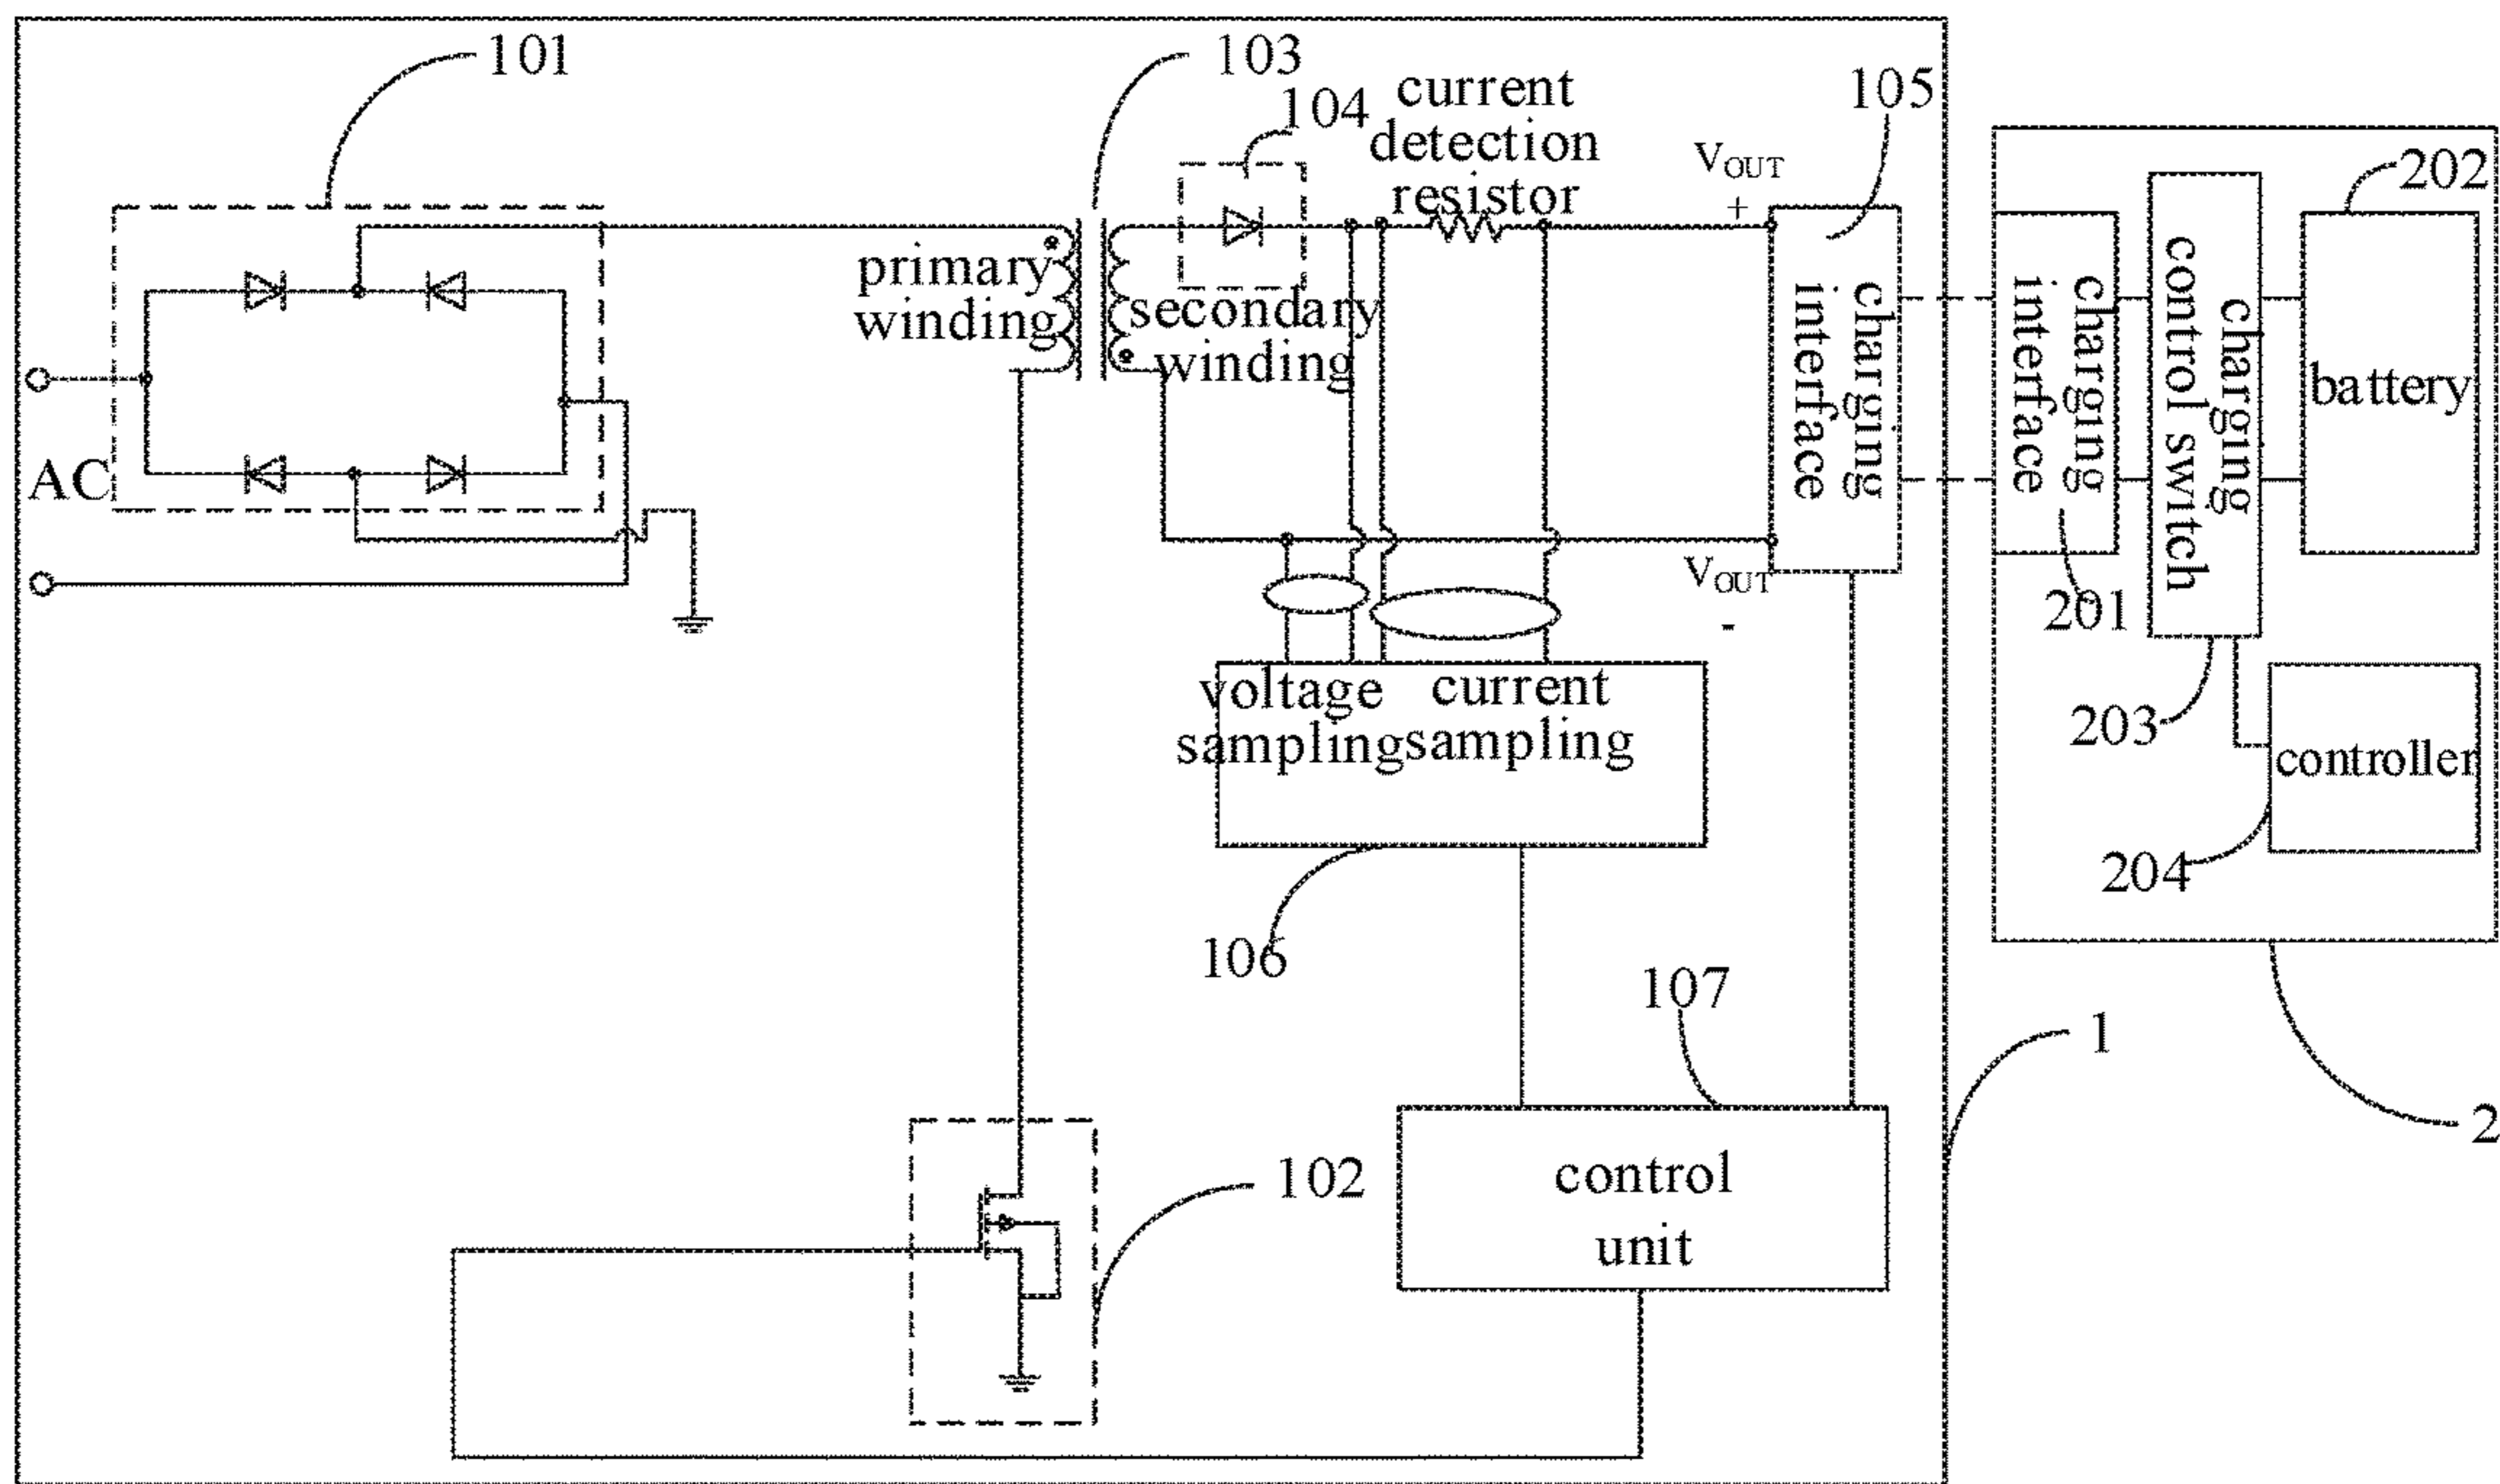 101
103
104
current
detection
resistor
105
VOUT
+
202
primary
winding
secondary
winding
charging
interface
charging
interface
charging
control switch
battery
AC
VOUT
-
201
voltage
sampling
current
sampling
203
controller
204
106
107
1
2
102
control
unit